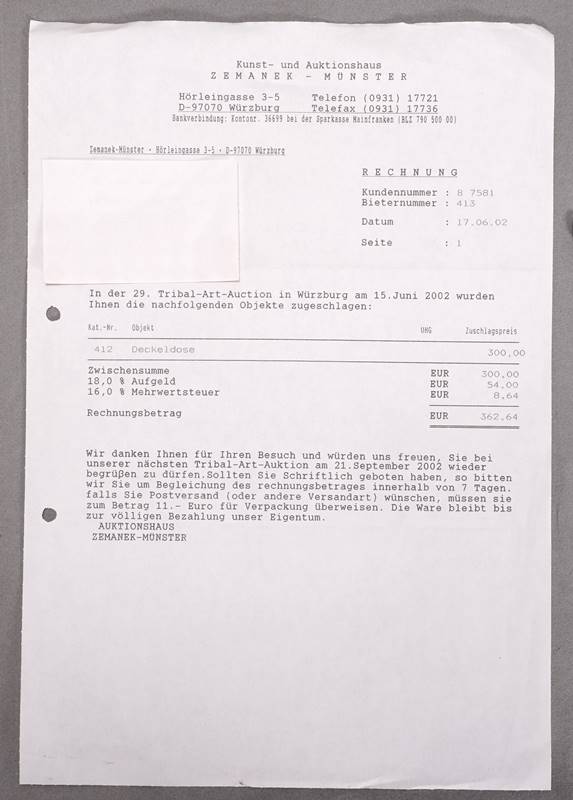 Kunst- und Auktionshaus
Z E M A N E K - M Ü N S T E R
Hörleingasse 3-5 Telefon (0931) 17721
D-97070 Würzburg Telefax (0931) 17736
Bankverbindung: Kontonr. 36699 bei der Sparkasse Mainfranken (BLZ 790 500 00)
Zemanek-Münster · Hörleingasse 3-5 · D-97070 Würzburg
R E C H N U N G
Kundennummer : 8 7581
Bieternummer : 413
Datum : 17.06.02
Seite : 1
In der 29. Tribal-Art-Auction in Würzburg am 15.Juni 2002 wurden
Ihnen die nachfolgenden Objekte zugeschlagen:
Kat.-Nr. Objekt UHG Zuschlagspreis
412 Deckeldose 300,00
Zwischensumme EUR 300,00
18,0 % Aufgeld EUR 54,00
16,0 % Mehrwertsteuer EUR 8,64
Rechnungsbetrag EUR 362,64
Wir danken Ihnen für Ihren Besuch und würden uns freuen, Sie bei
unserer nächsten Tribal-Art-Auktion am 21.September 2002 wieder
begrüßen zu dürfen.Sollten Sie Schriftlich geboten haben, so bitten
wir Sie um Begleichung des rechnungsbetrages innerhalb von 7 Tagen.
falls Sie Postversand (oder andere Versandart) wünschen, müssen sie
zum Betrag 11.- Euro für Verpackung überweisen. Die Ware bleibt bis
zur völligen Bezahlung unser Eigentum.
AUKTIONSHAUS
ZEMANEK-MÜNSTER